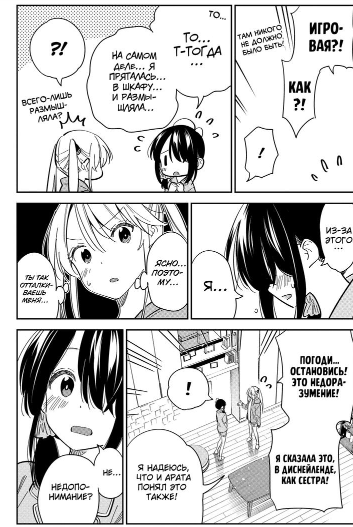 ИГРО-
ВАЯ?!
ТАМ НИКОГО
НЕ ДОЛЖНО
БЫЛО БЫТЬ!
КАК
?!
!
ТО...
ТО...
Т-ТОГДА
...
НА САМОМ
ДЕЛЕ... Я
ПРЯТАЛАСЬ...
В ШКАФУ...
И РАЗМЫ-
ШЛЯЛА...
?!
ВСЕГО-ЛИШЬ
РАЗМЫШ-
ЛЯЛА?
ИЗ-ЗА
ЭТОГО
...
Я...
ЯСНО...
ПОЭТО-
МУ...
ТЫ ТАК
ОТТАЛКИ-
ВАЕШЬ
МЕНЯ...
ПОГОДИ...
ОСТАНОВИСЬ!
ЭТО НЕДОРА-
ЗУМЕНИЕ!
Я СКАЗАЛА ЭТО,
В ДИСНЕЙЛЕНДЕ,
КАК СЕСТРА!
!
Я НАДЕЮСЬ,
ЧТО И АРАТА
ПОНЯЛ ЭТО
ТАКЖЕ!
НЕ...
НЕДОПО-
НИМАНИЕ?